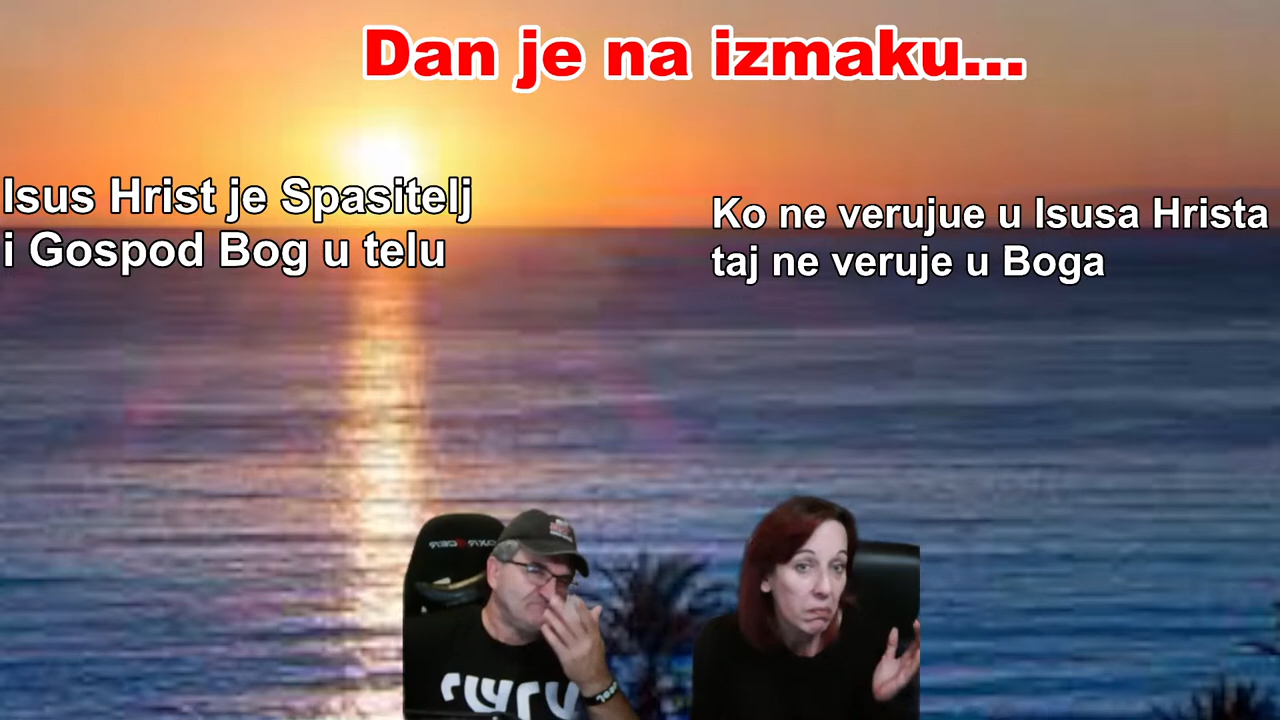 Dan je na izmaku...
Isus Hrist je Spasitelj
i Gospod Bog u telu
Ko ne verujue u Isusa Hrista
taj ne veruje u Boga